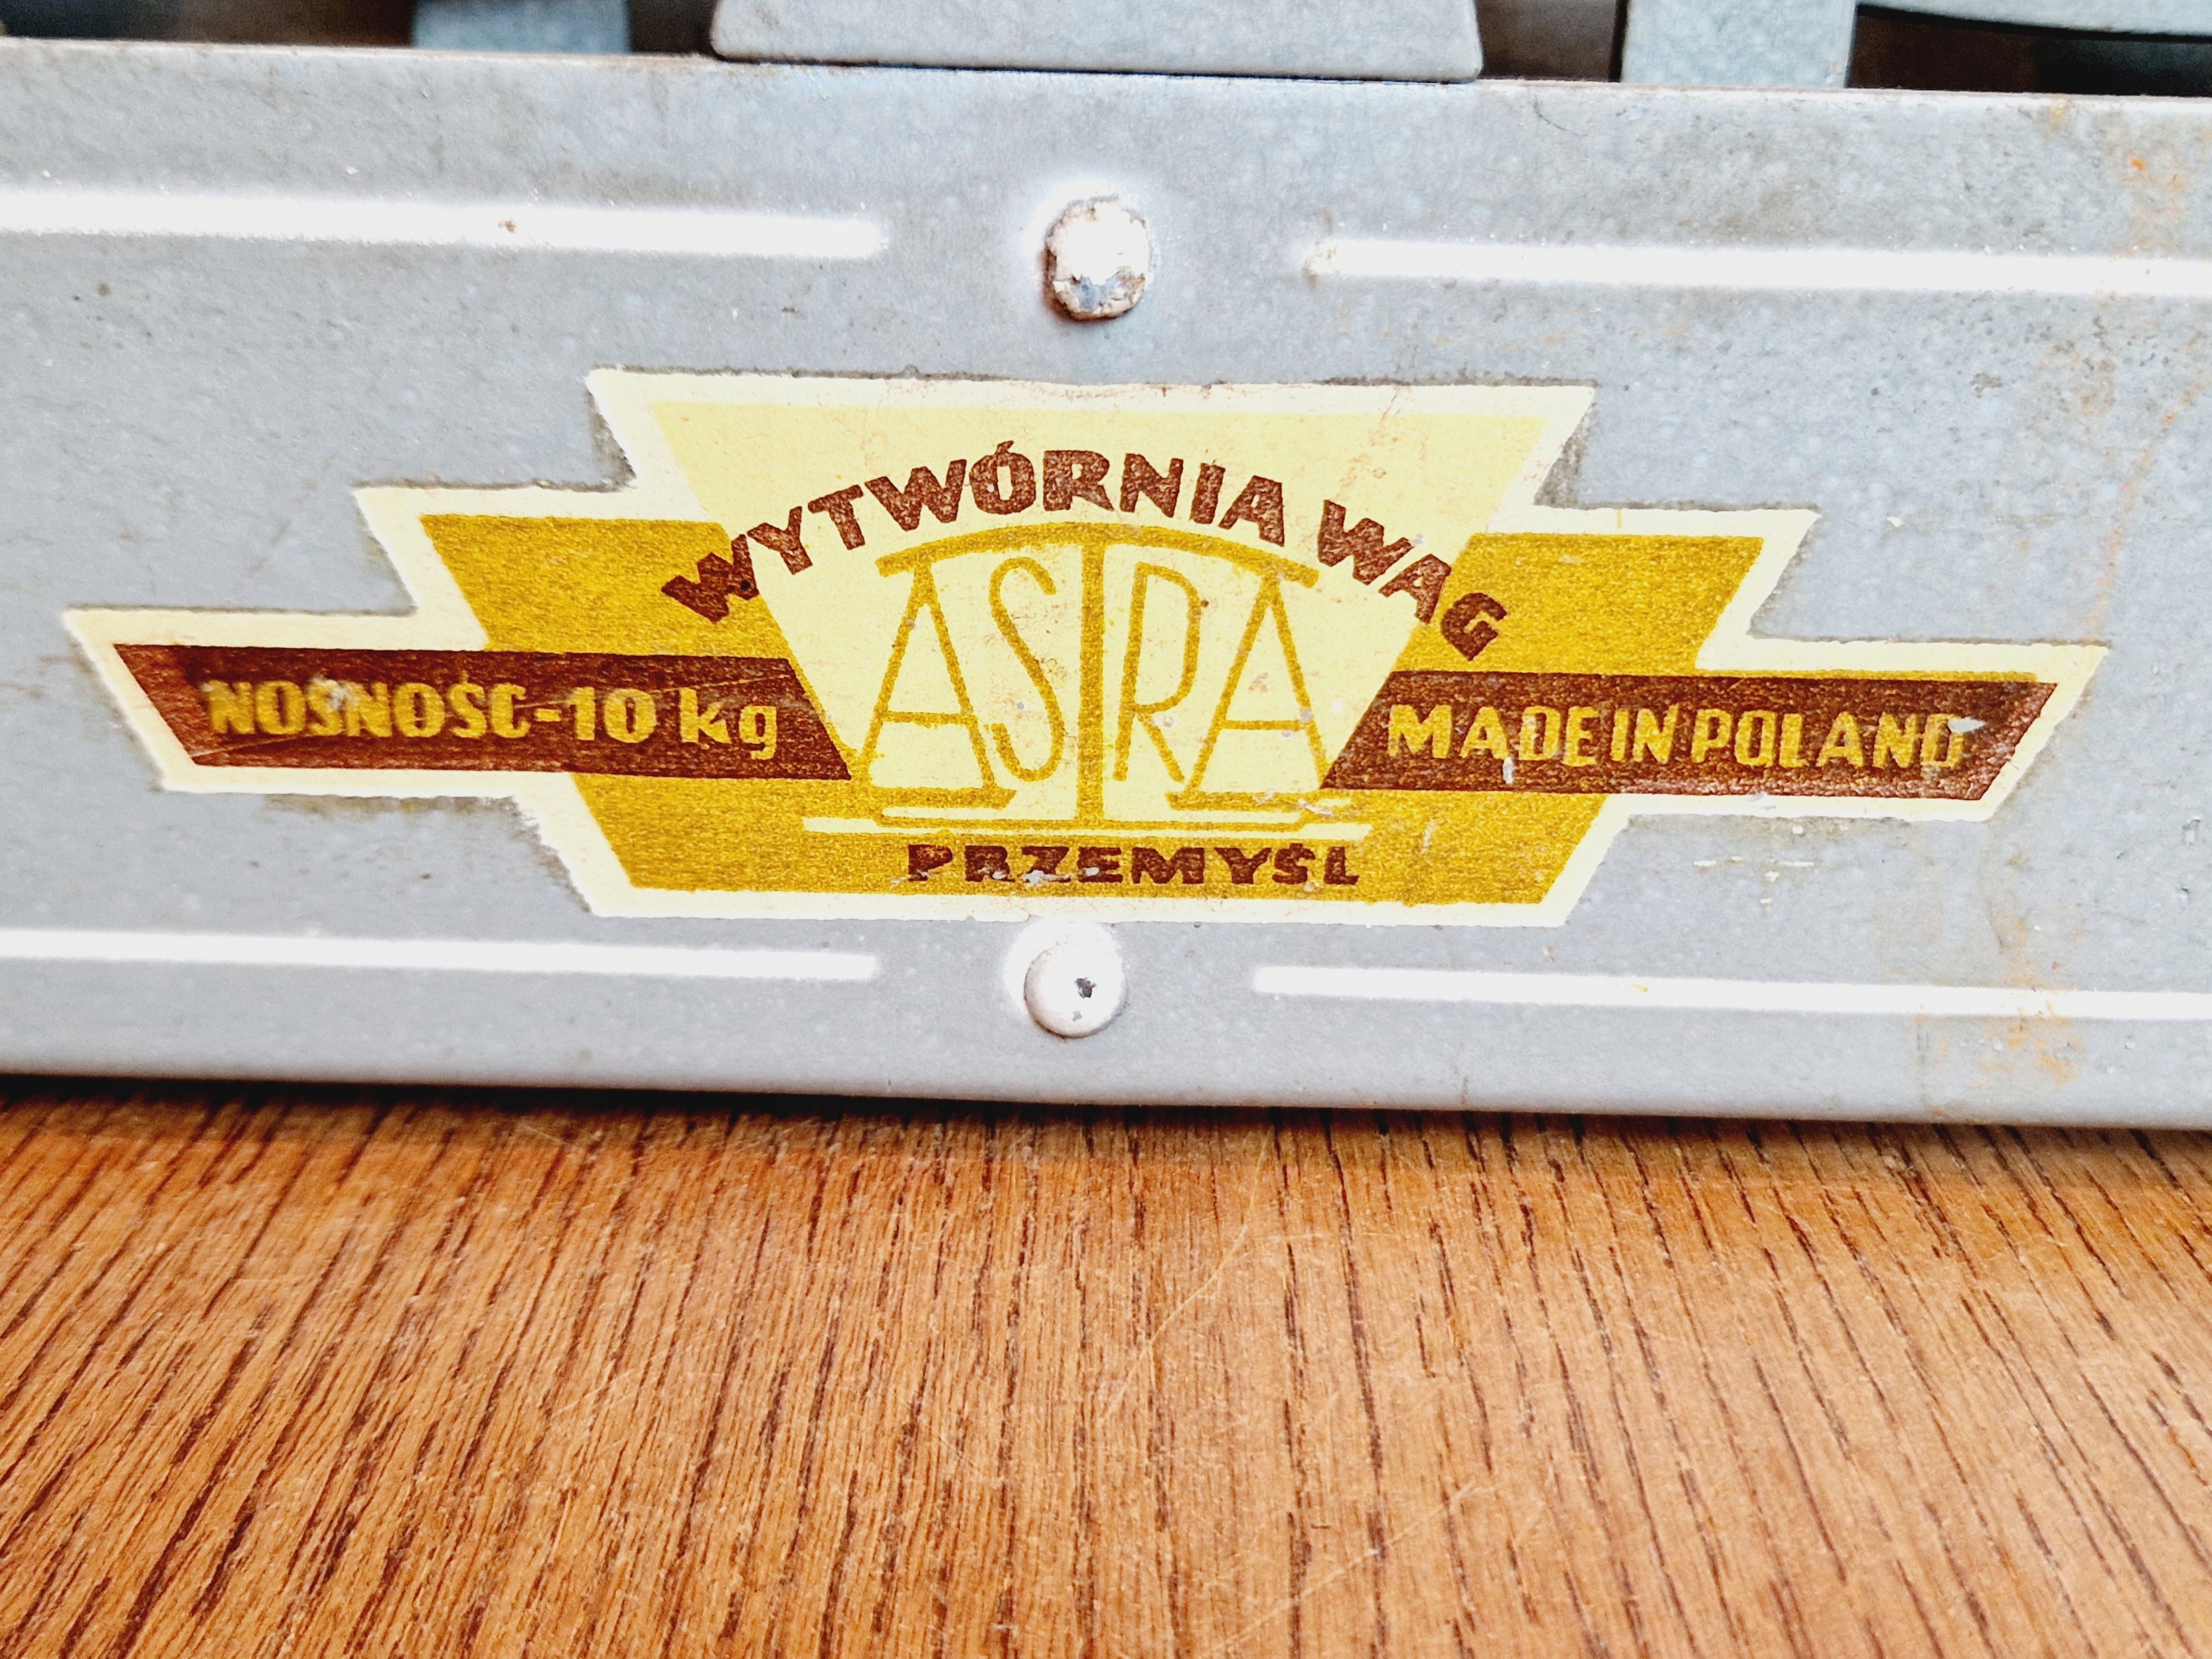 WYTWÓRNIA WAG
ASTRA
NOŚNOŚĆ-10 kg
MADE IN POLAND
PRZEMYŚL